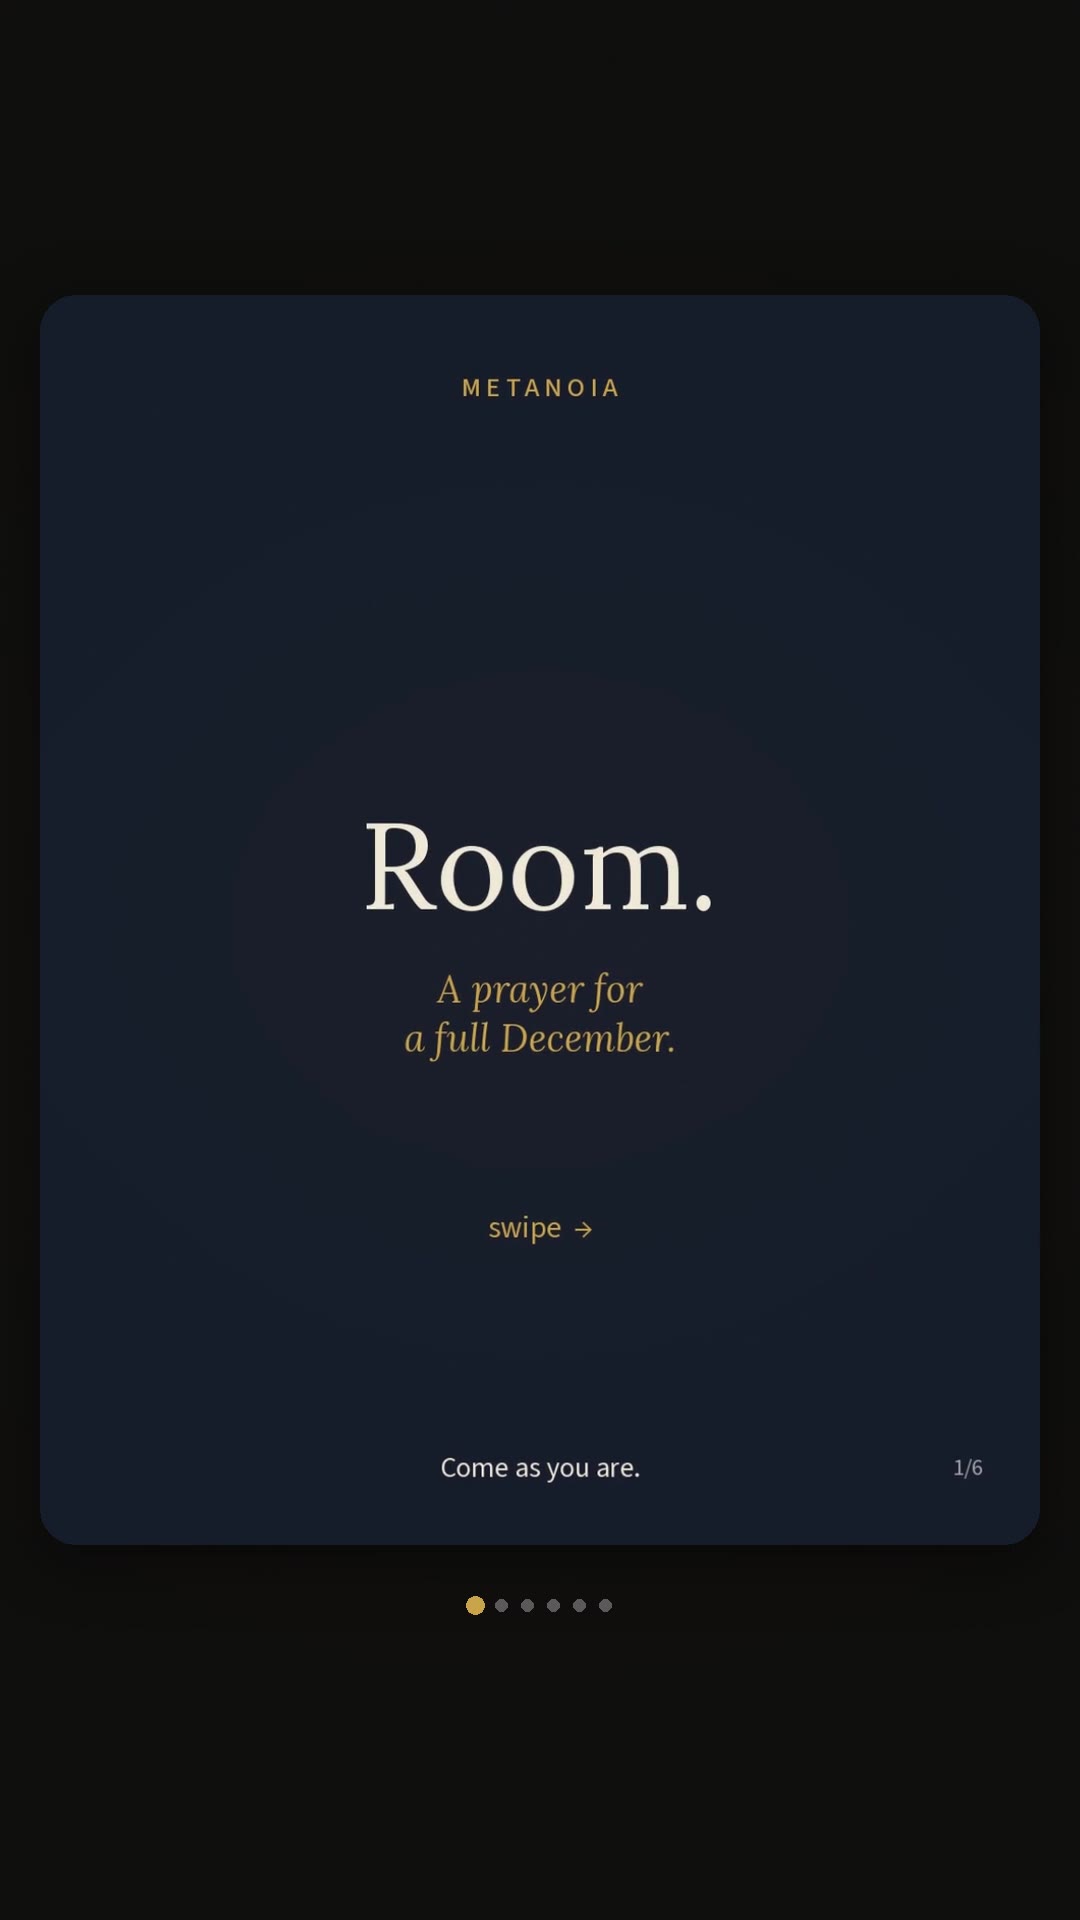 METANOIA
Room.
A prayer for
a full December.
swipe →
Come as you are.
1/6